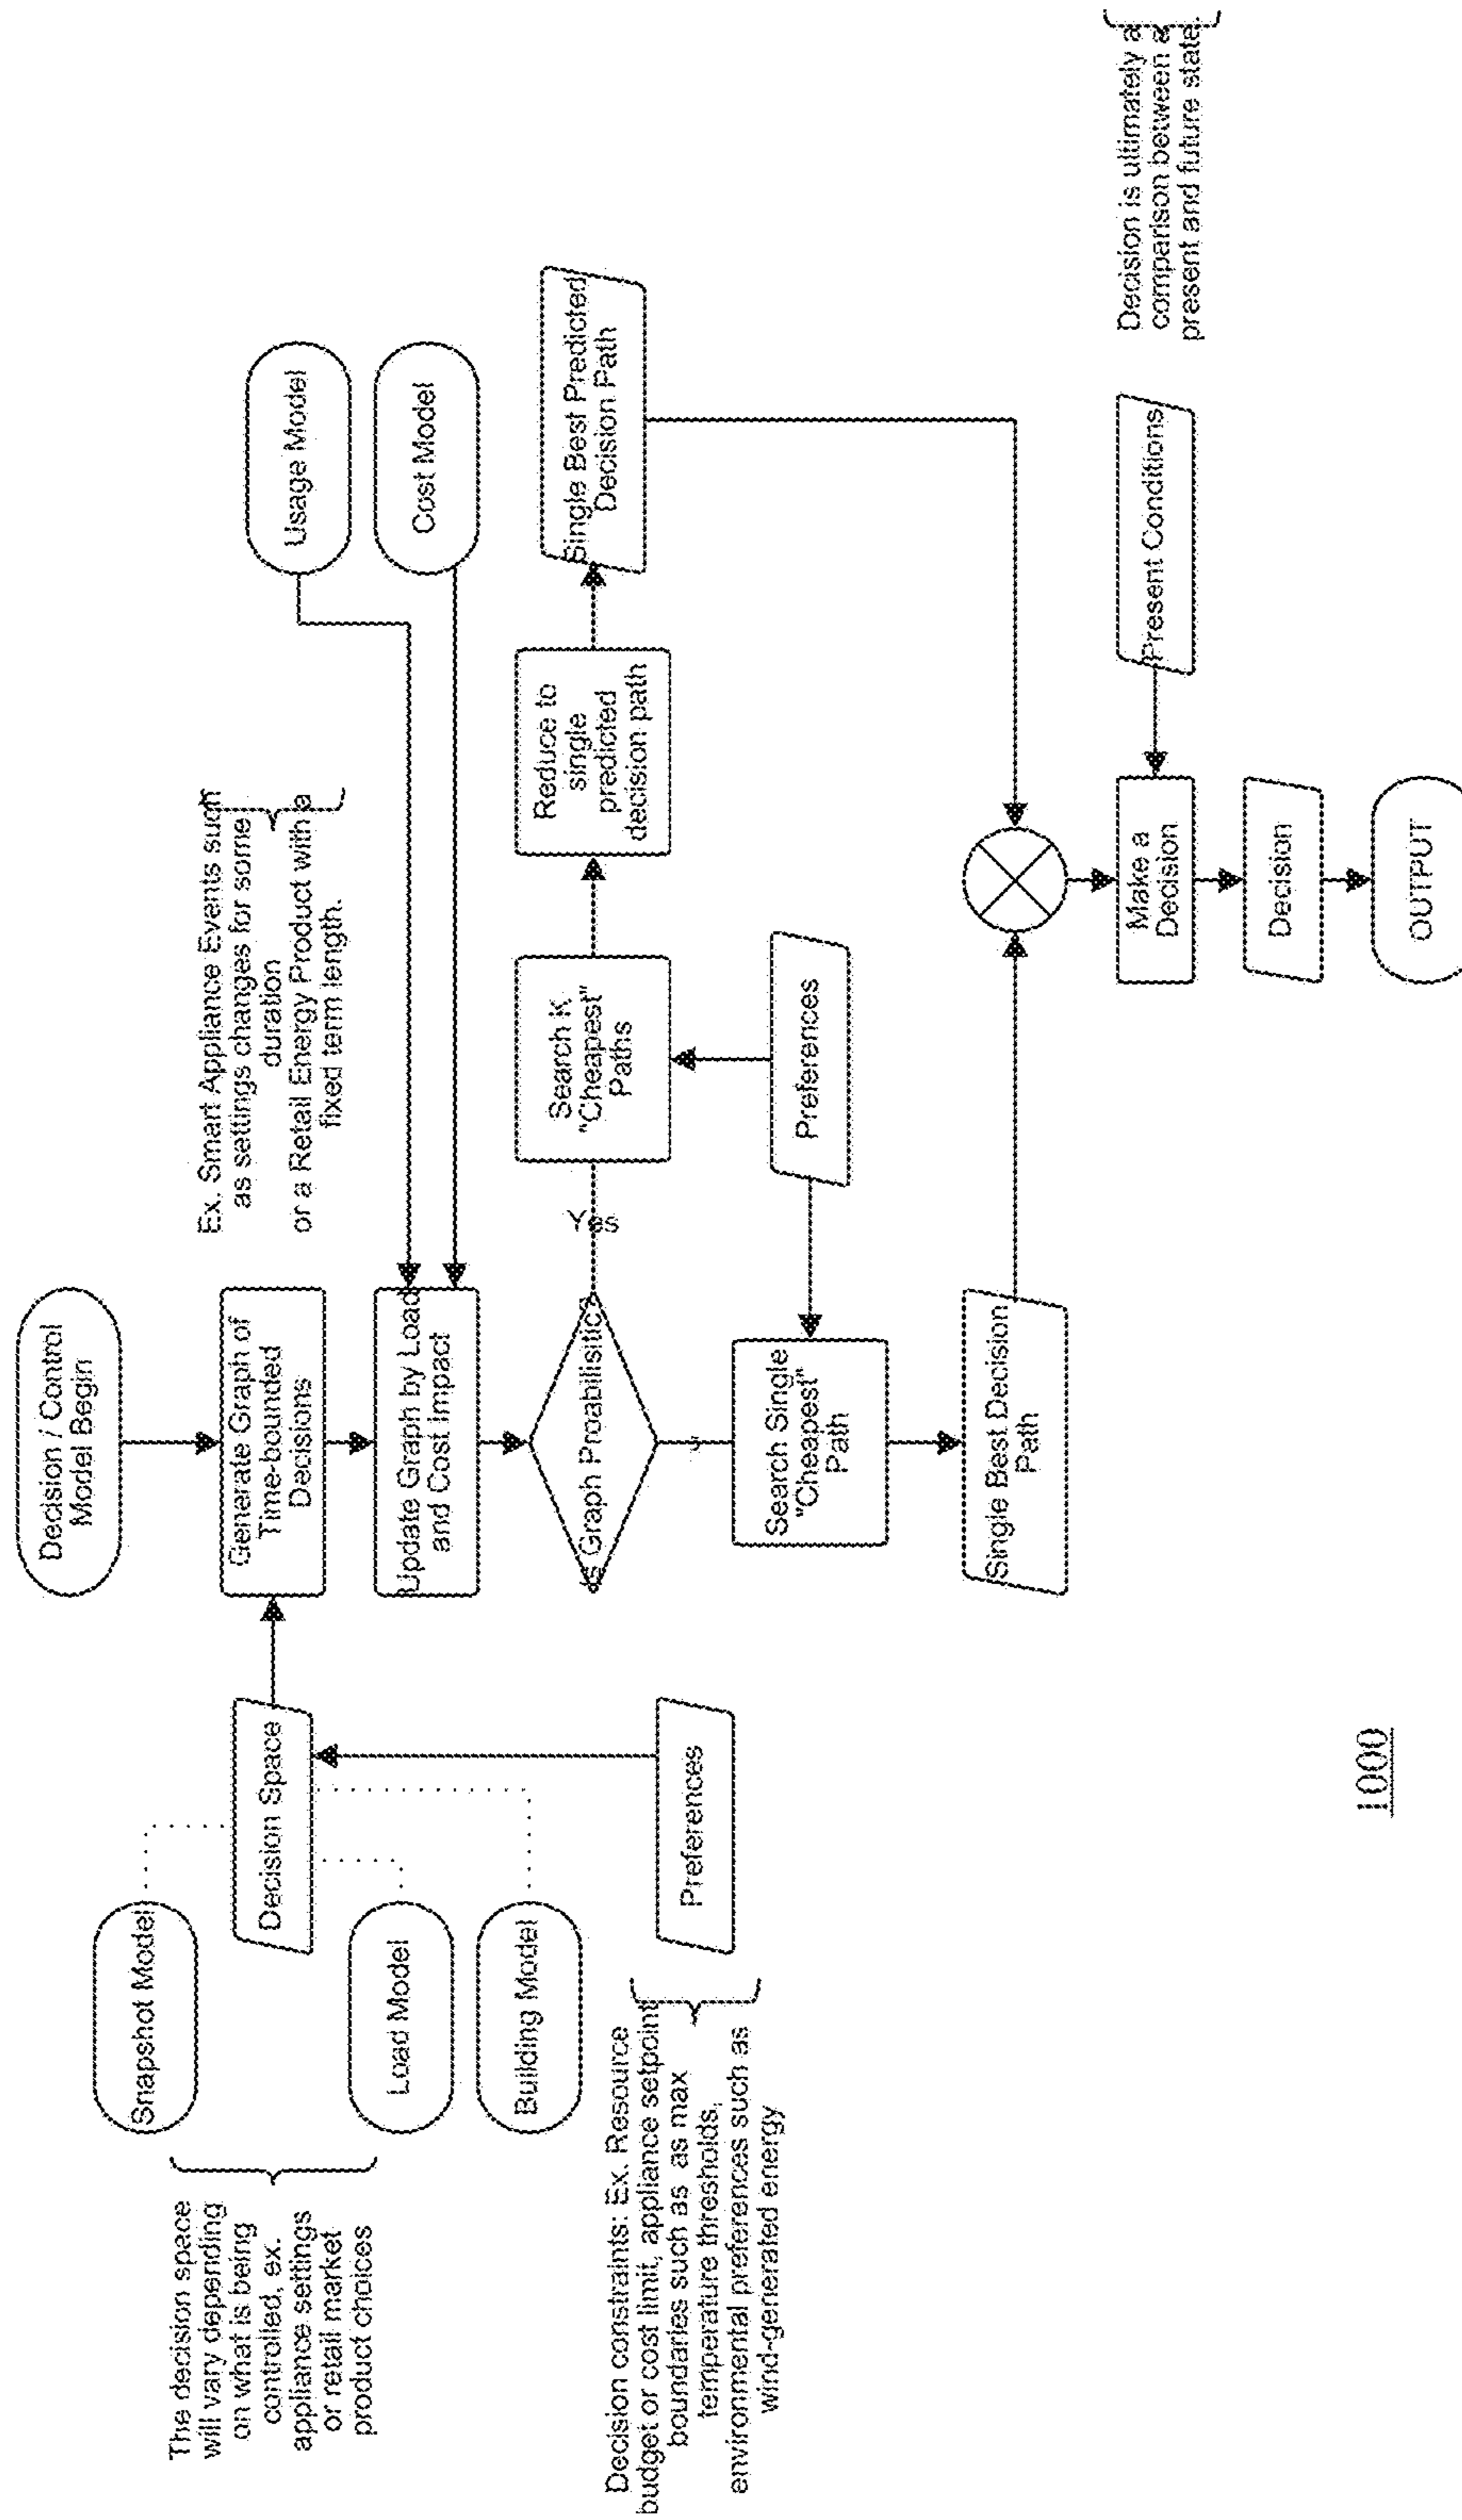 Decision / Control
Model Begin
Snapshot Model
The decision space
will vary depending
on what is being
controlled, ex.
appliance settings
or retail market
product choices
Decision Space
Generate Graph of
Time-bounded
Decisions
Ex. Smart Appliance Events such
as settings changes for some
duration
or a Retail Energy Product with a
fixed term length.
Usage Model
Load Model
Update Graph by Load
and Cost Impact
Cost Model
Building Model
Is Graph Proabilisitic?
Yes
Search K
"Cheapest"
Paths
Reduce to
single
predicted
decision path
Single Best Predicted
Decision Path
Decision constraints: Ex. Resource
budget or cost limit, appliance setpoint
boundaries such as as max
temperature thresholds,
environmental preferences such as
wind-generated energy
Preferences
Search Single
"Cheapest"
Path
Preferences
Single Best Decision
Path
Make a
Decision
Present Conditions
Decision is ultimately a
comparison between a
present and future state.
Decision
OUTPUT
1000